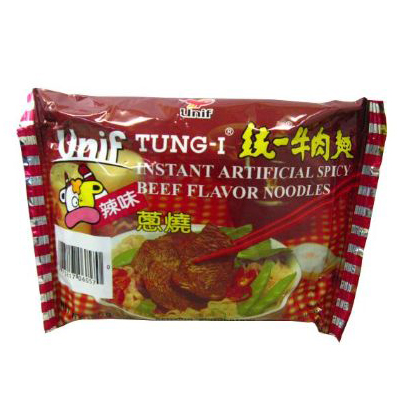 Unif
Unif TUNG-I® 統一牛肉麵
INSTANT ARTIFICIAL SPICY
BEEF FLAVOR NOODLES
辣味
蔥燒